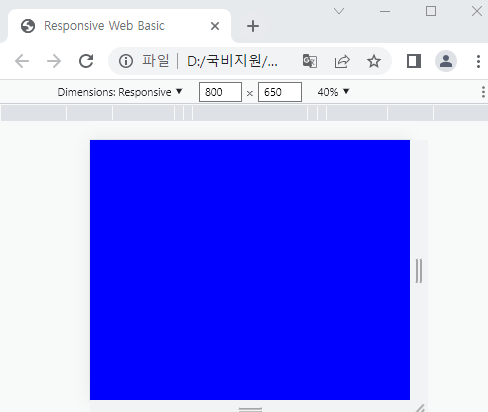 Responsive Web Basic
파일 D:/국비지원/...
Dimensions: Responsive 800 × 650 40%